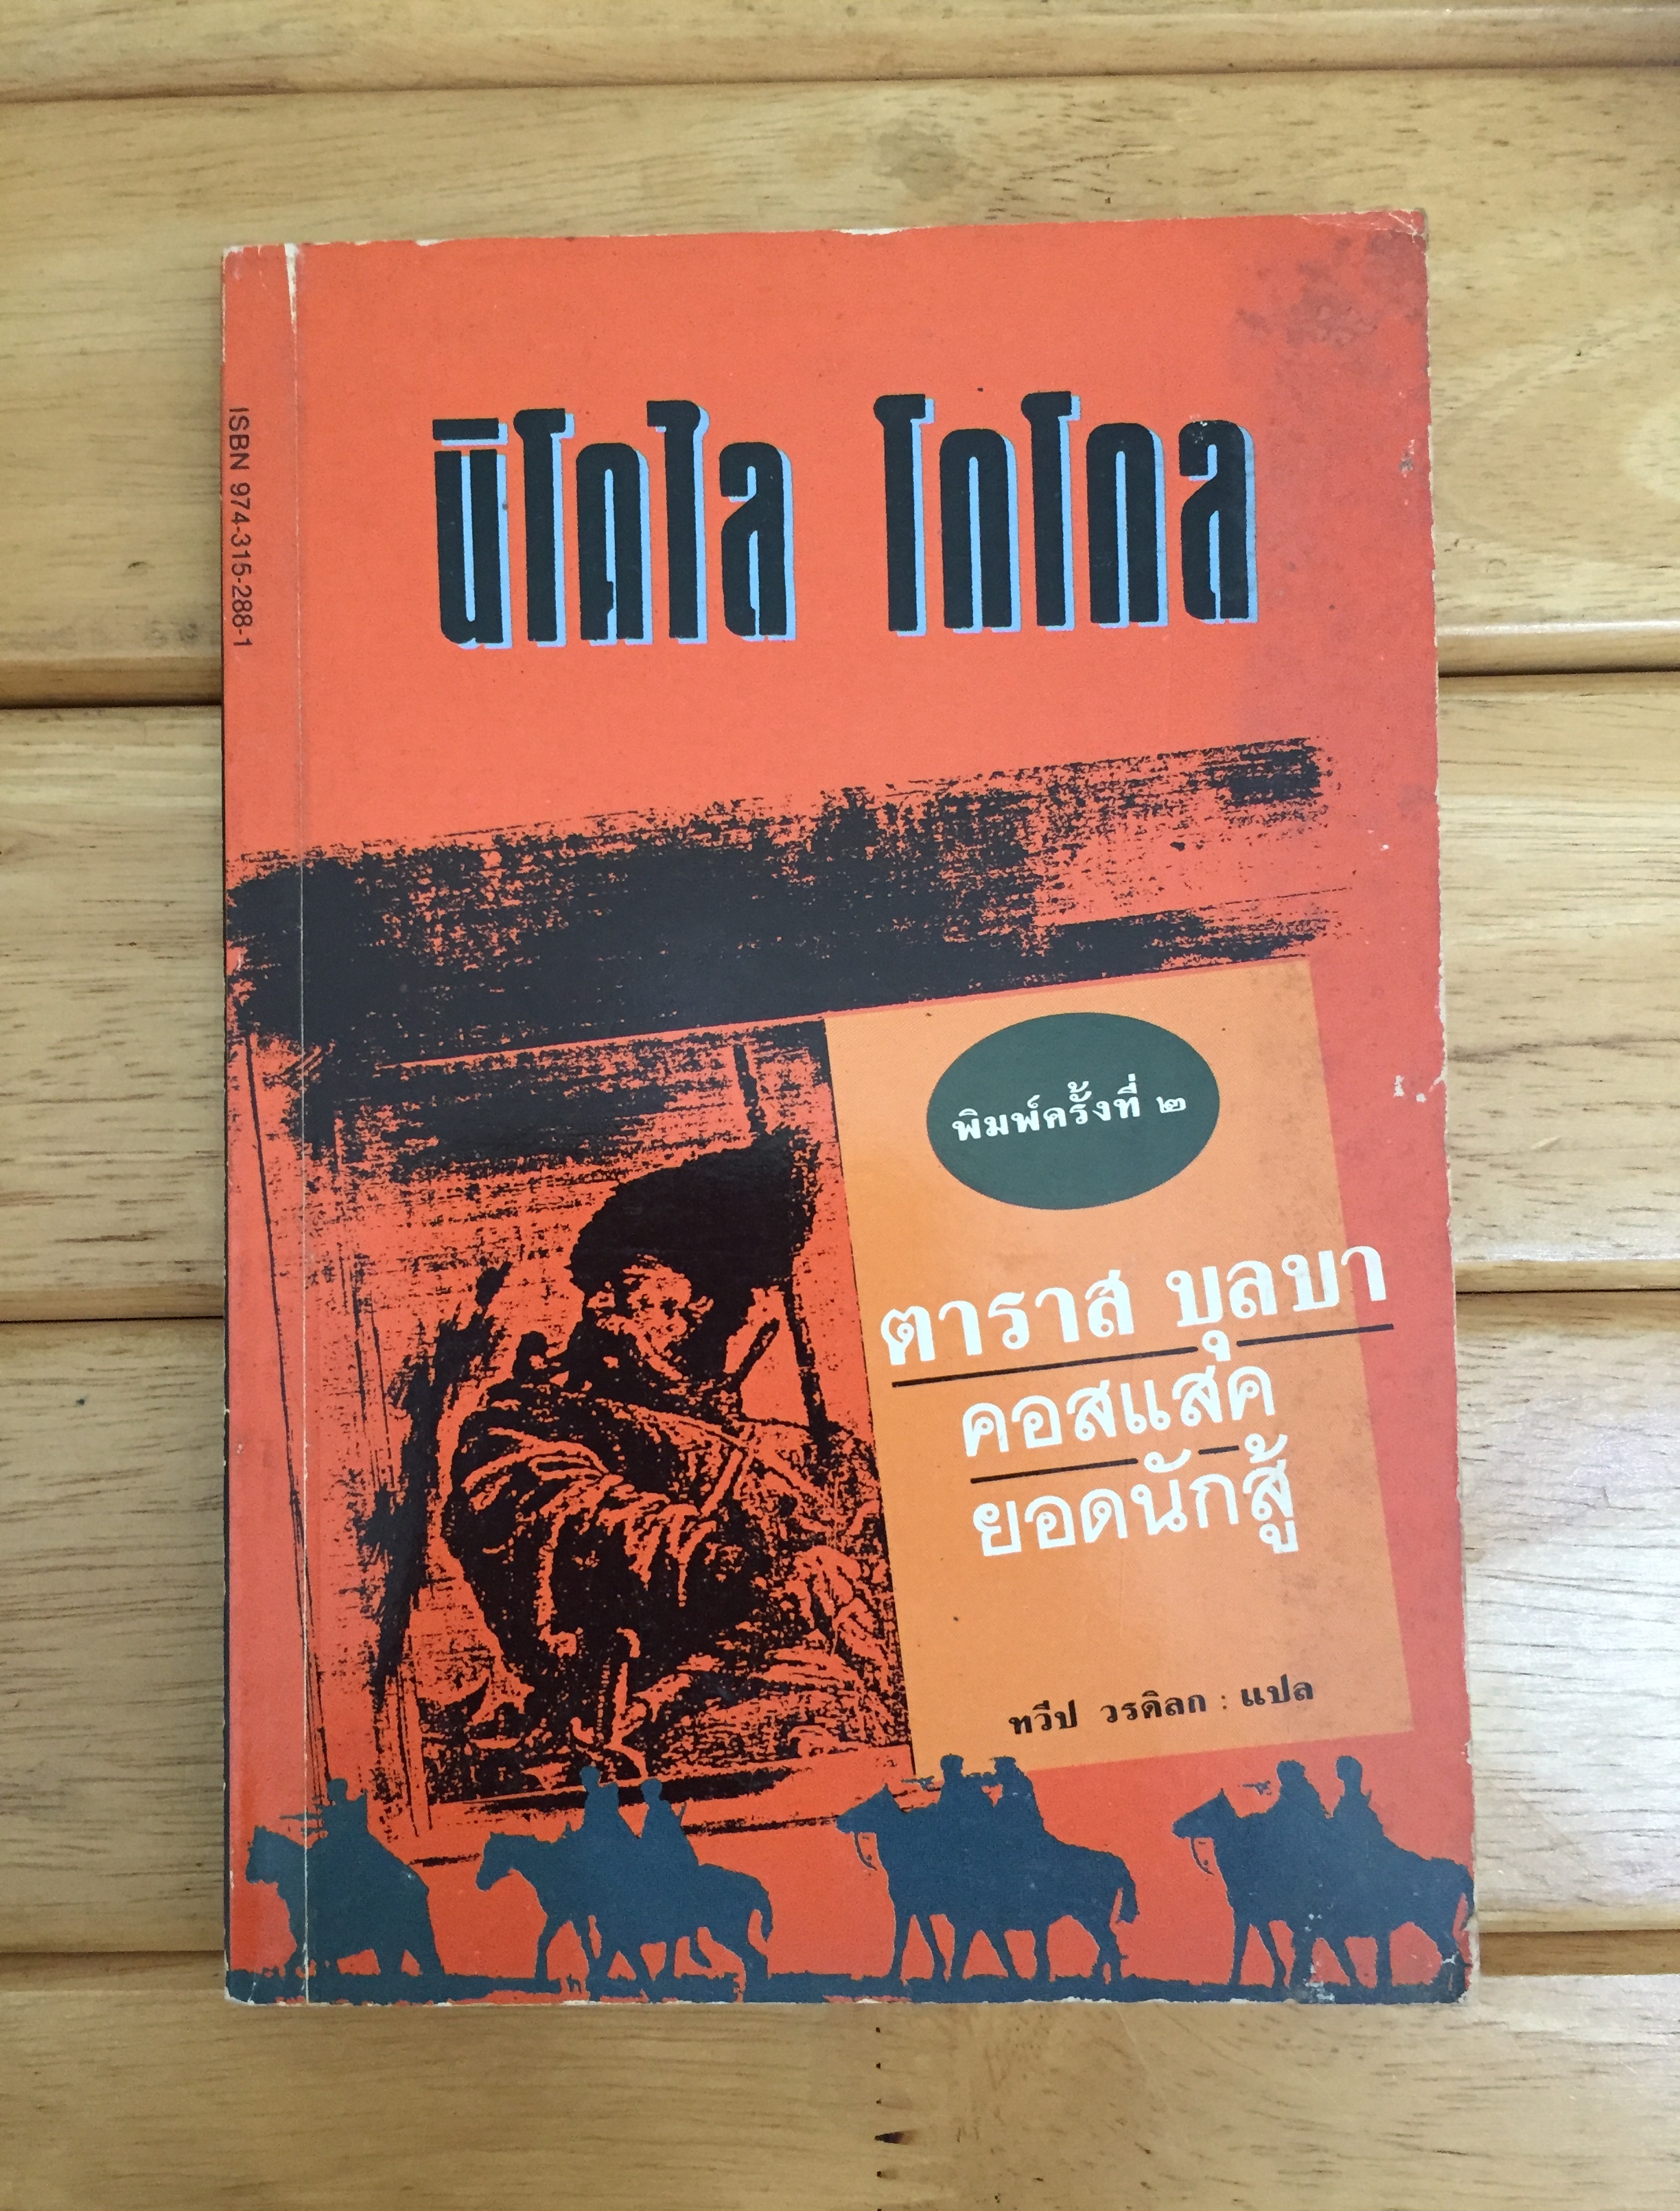 นิโคไล โกโกล
ISBN 974-315-288-1
พิมพ์ครั้งที่ ๒
ตาราส บุลบา
คอสแสค
ยอดนักสู้
ทวีป วรดิลก : แปล